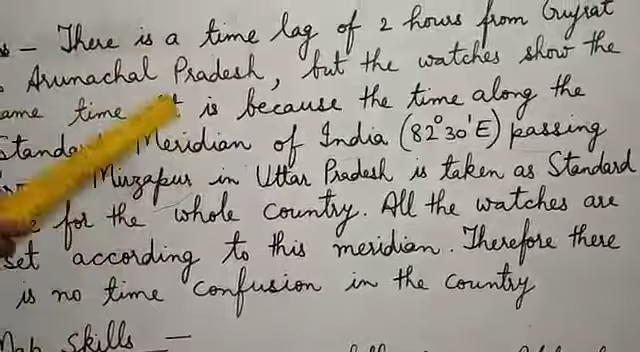 - There is a time lag of 2 hours from Gujrat
Arunachal Pradesh, but the watches show the
ame time is because the time along the
Standa Meridian of India (82°30'E) passing
Mirzapur in Uttar Pradesh is taken as Standard
for the whole country. All the watches are
set according to this meridian. Therefore there
is no time confusion in the country
Map Skills -